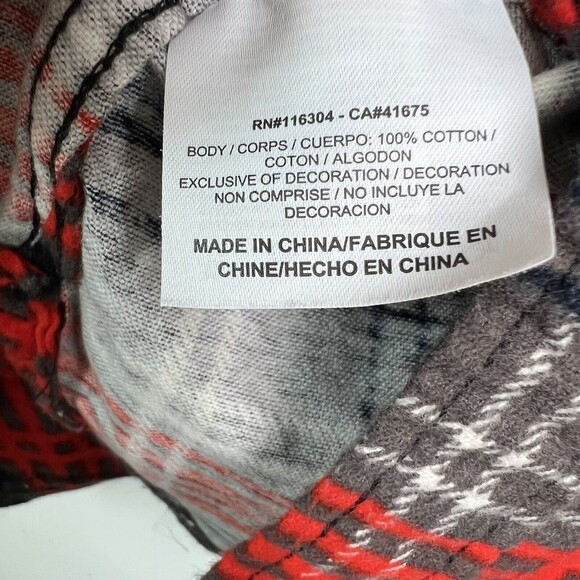 RN#116304 - CA#41675
BODY / CORPS / CUERPO: 100% COTTON /
COTON / ALGODON
EXCLUSIVE OF DECORATION / DECORATION
NON COMPRISE / NO INCLUYE LA
DECORACION
MADE IN CHINA/FABRIQUE EN
CHINE/HECHO EN CHINA